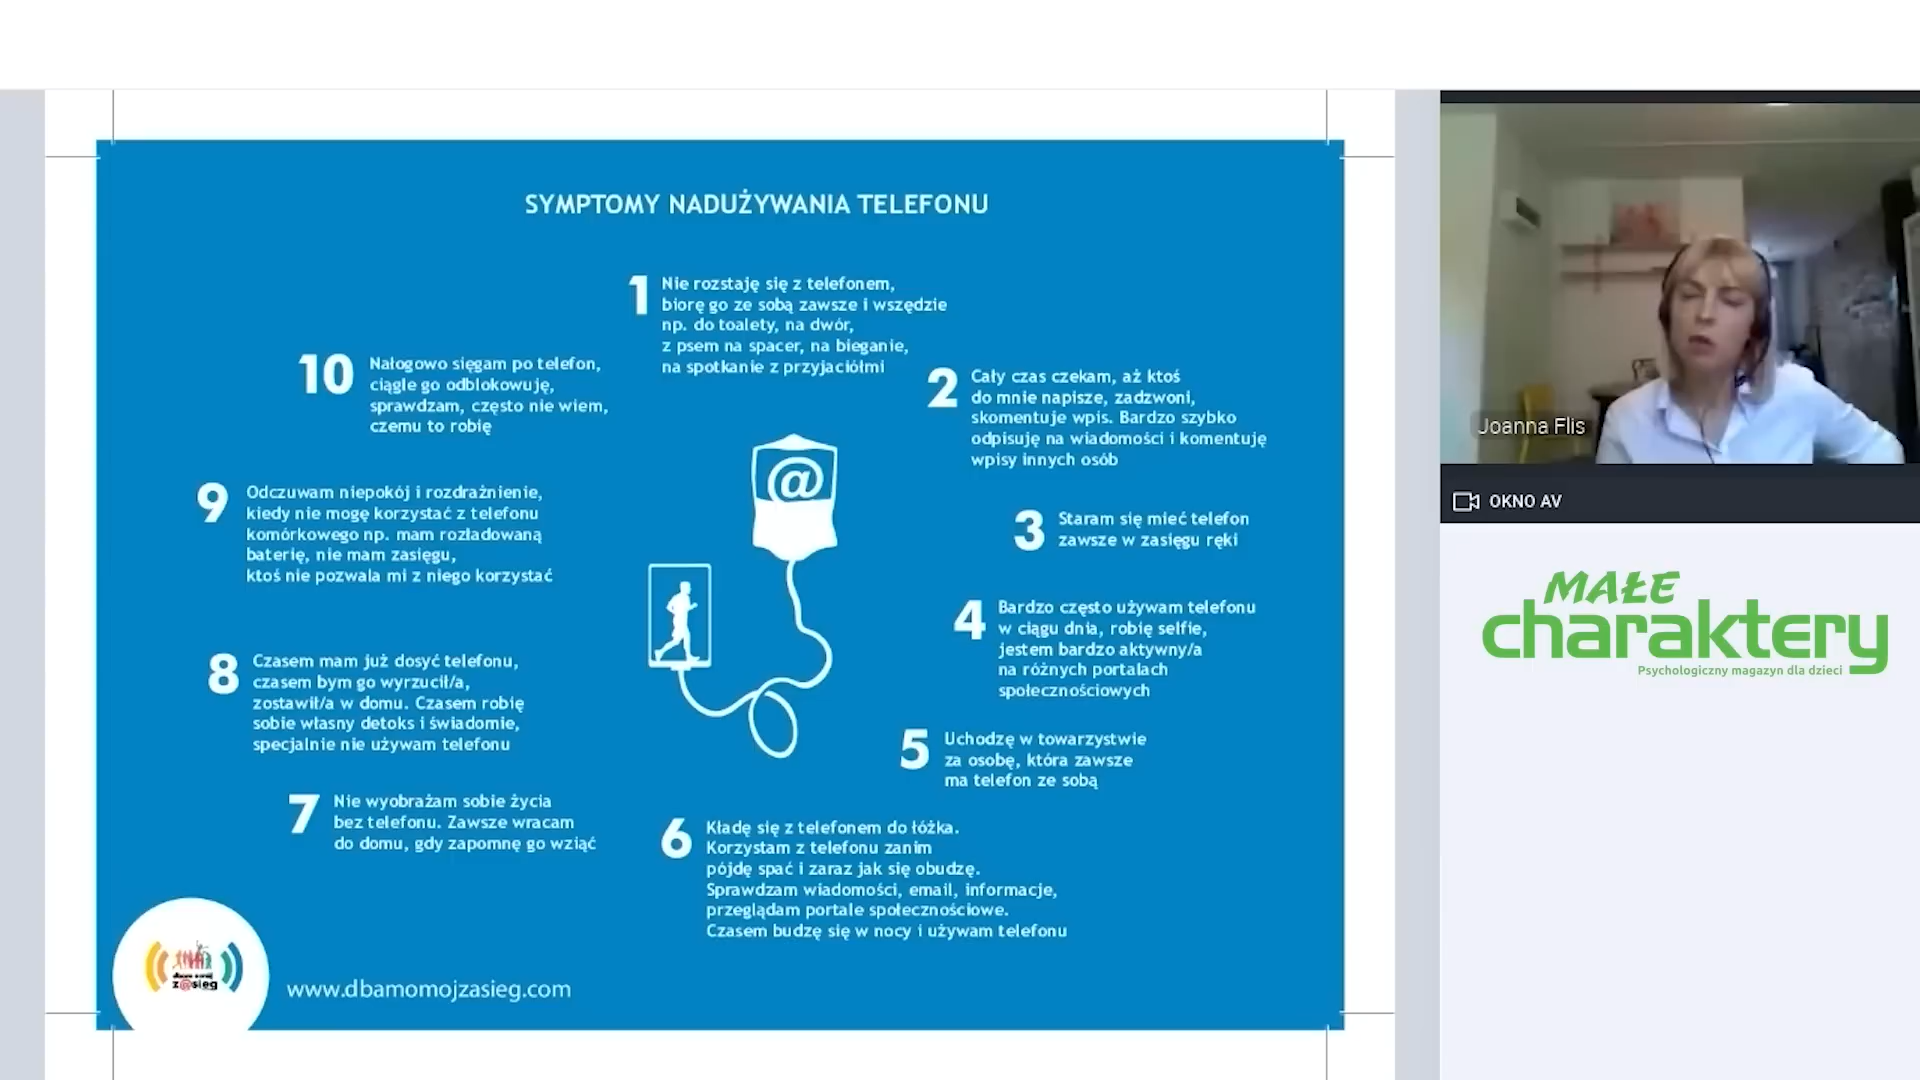 SYMPTOMY NADUŻYWANIA TELEFONU
1
Nie rozstaję się z telefonem,
biorę go ze sobą zawsze i wszędzie
np. do toalety, na dwór,
z psem na spacer, na bieganie,
na spotkanie z przyjaciółmi
2
Cały czas czekam, aż ktoś
do mnie napisze, zadzwoni,
skomentuje wpis. Bardzo szybko
odpisuję na wiadomości i komentuję
wpisy innych osób
3
Staram się mieć telefon
zawsze w zasięgu ręki
4
Bardzo często używam telefonu
w ciągu dnia, robię selfie,
jestem bardzo aktywny/a
na różnych portalach
społecznościowych
5
Uchodzę w towarzystwie
za osobę, która zawsze
ma telefon ze sobą
6
Kładę się z telefonem do łóżka.
Korzystam z telefonu zanim
pójdę spać i zaraz jak się obudzę.
Sprawdzam wiadomości, email, informacje,
przeglądam portale społecznościowe.
Czasem budzę się w nocy i używam telefonu
7
Nie wyobrażam sobie życia
bez telefonu. Zawsze wracam
do domu, gdy zapomnę go wziąć
8
Czasem mam już dosyć telefonu,
czasem bym go wyrzucił/a,
zostawił/a w domu. Czasem robię
sobie własny detoks i świadomie,
specjalnie nie używam telefonu
9
Odczuwam niepokój i rozdrażnienie,
kiedy nie mogę korzystać z telefonu
komórkowego np. mam rozładowaną
baterię, nie mam zasięgu,
ktoś nie pozwala mi z niego korzystać
10
Nałogowo sięgam po telefon,
ciągle go odblokowuję,
sprawdzam, często nie wiem,
czemu to robię
@
z@sięg
www.dbamomojzasieg.com
Joanna Flis
OKNO AV
MAŁE
charaktery
Psychologiczny magazyn dla dzieci